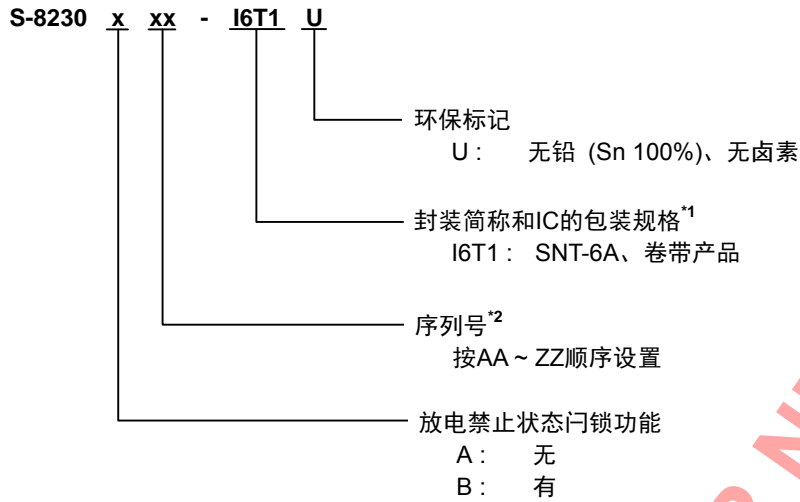 S-8230 x xx - I6T1 U
环保标记
U : 无铅 (Sn 100%)、无卤素
封装简称和IC的包装规格*1
I6T1 : SNT-6A、卷带产品
序列号*2
按AA ~ ZZ顺序设置
放电禁止状态闩锁功能
A : 无
B : 有